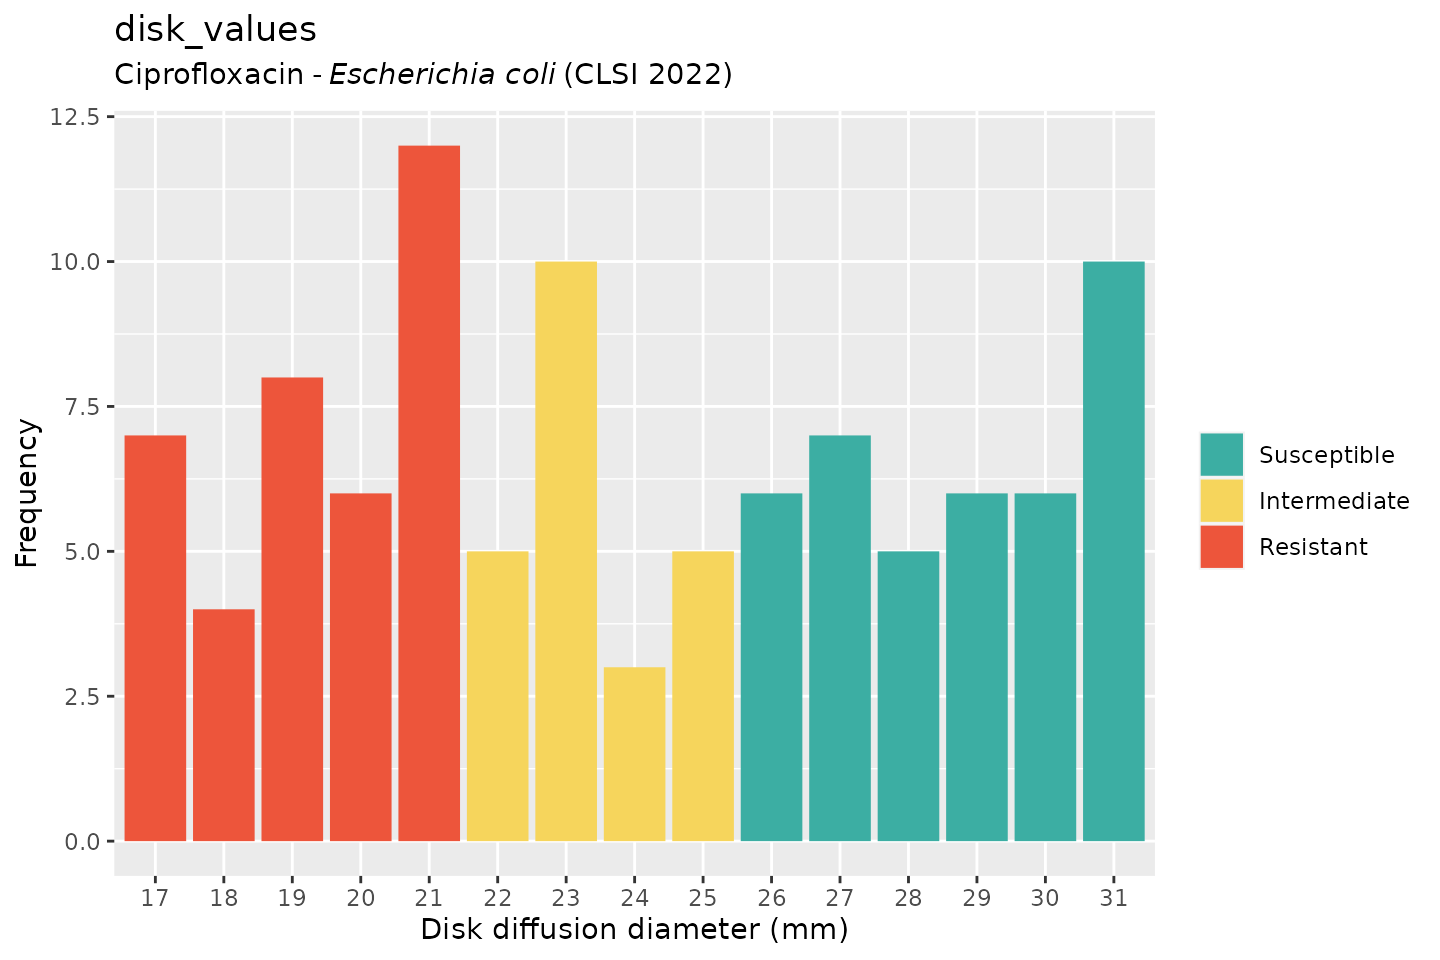 disk_values
Ciprofloxacin - Escherichia coli (CLSI 2022)
12.5
10.0
7.5
5.0
2.5
0.0
Frequency
17 18 19 20 21 22 23 24 25 26 27 28 29 30 31
Disk diffusion diameter (mm)
Susceptible
Intermediate
Resistant